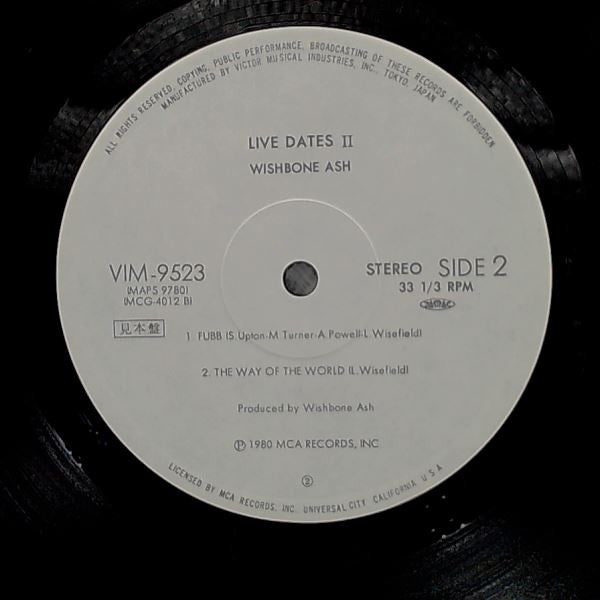 ALL RIGHTS RESERVED. COPYING, PUBLIC PERFORMANCE, BROADCASTING OF THESE RECORDS ARE FORBIDDEN
MANUFACTURED BY VICTOR MUSICAL INDUSTRIES, INC., TOKYO, JAPAN
LIVE DATES II
WISHBONE ASH
VIM-9523
(MAPS 9780)
(MCG-4012 B)
STEREO SIDE 2
33 1/3 RPM
見本盤
1. FUBB (S.Upton-M.Turner-A.Powell-L.Wisefield)
2. THE WAY OF THE WORLD (L.Wisefield)
Produced by Wishbone Ash
Ⓟ 1980 MCA RECORDS, INC
②
LICENSED BY MCA RECORDS, INC., UNIVERSAL CITY CALIFORNIA U S A